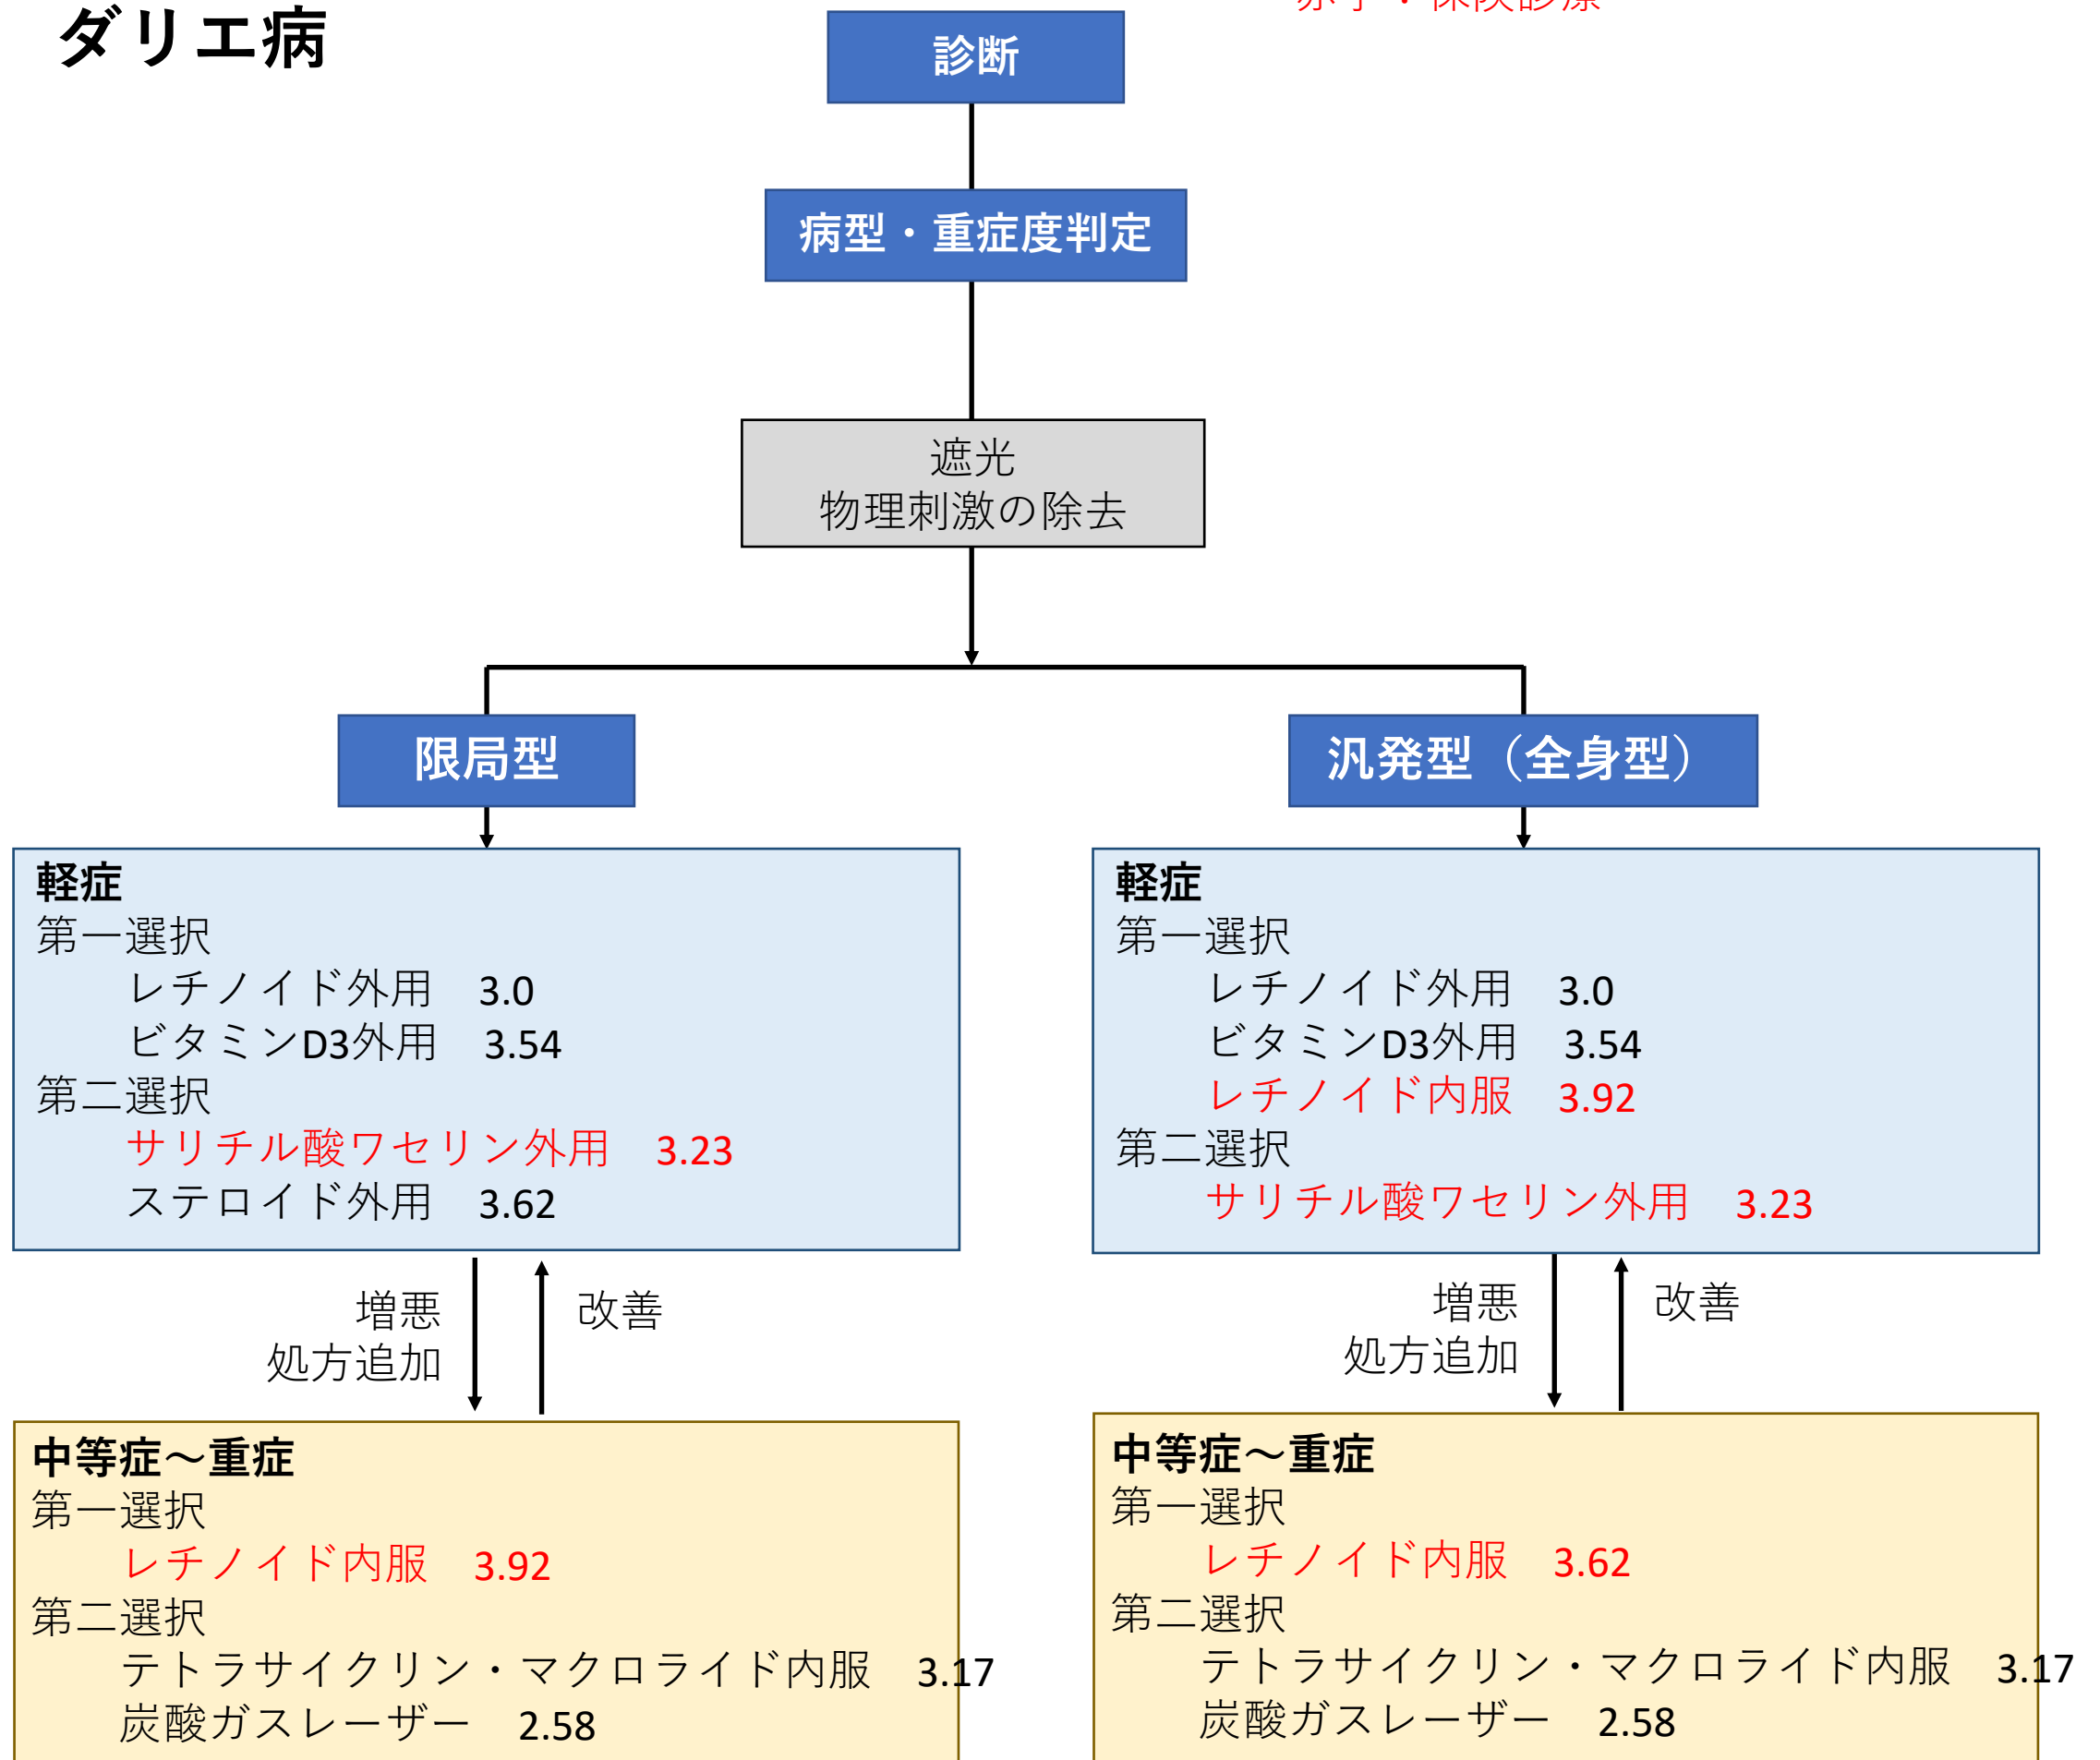 ダリエ病
赤字・保険診療
診断
病型・重症度判定
遮光
物理刺激の除去
限局型
軽症
第一選択
レチノイド外用 3.0
ビタミンD3外用 3.54
第二選択
サリチル酸ワセリン外用 3.23
ステロイド外用 3.62
増悪
処方追加
改善
中等症～重症
第一選択
レチノイド内服 3.92
第二選択
テトラサイクリン・マクロライド内服 3.17
炭酸ガスレーザー 2.58
汎発型（全身型）
軽症
第一選択
レチノイド外用 3.0
ビタミンD3外用 3.54
レチノイド内服 3.92
第二選択
サリチル酸ワセリン外用 3.23
増悪
処方追加
改善
中等症～重症
第一選択
レチノイド内服 3.62
第二選択
テトラサイクリン・マクロライド内服 3.17
炭酸ガスレーザー 2.58